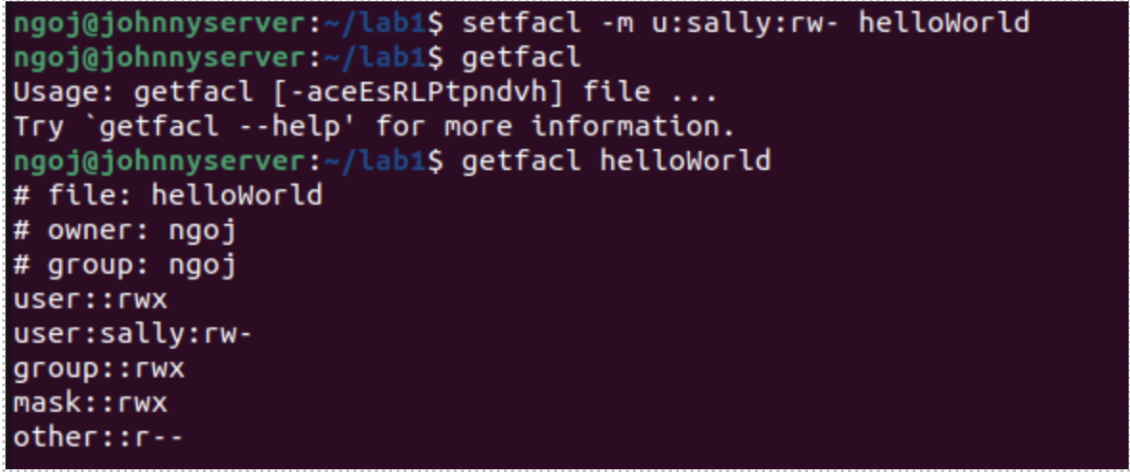 ngoj@johnnyserver:~/lab1$ setfacl -m u:sally:rw- helloWorld
ngoj@johnnyserver:~/lab1$ getfacl
Usage: getfacl [-aceEsRLPtpndvh] file ...
Try `getfacl --help' for more information.
ngoj@johnnyserver:~/lab1$ getfacl helloWorld
# file: helloWorld
# owner: ngoj
# group: ngoj
user::rwx
user:sally:rw-
group::rwx
mask::rwx
other::r--